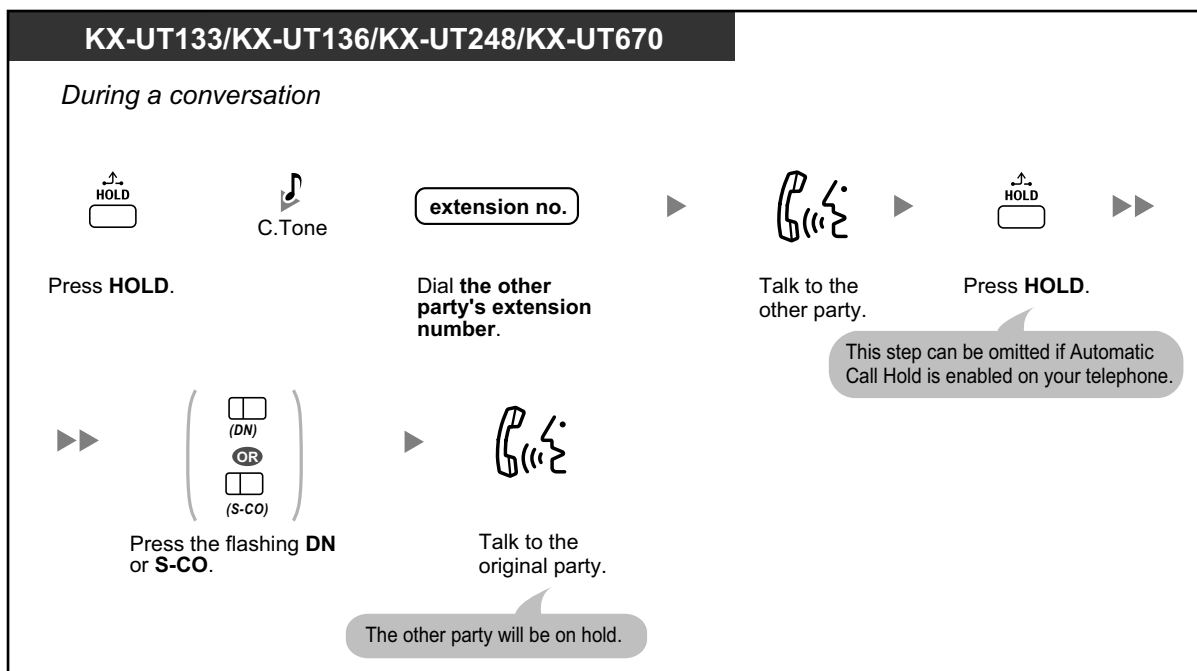 KX-UT133/KX-UT136/KX-UT248/KX-UT670
During a conversation
HOLD
C.Tone
extension no.
HOLD
Press HOLD.
Dial the other
party's extension
number.
Talk to the
other party.
Press HOLD.
This step can be omitted if Automatic
Call Hold is enabled on your telephone.
(DN)
OR
(S-CO)
Press the flashing DN
or S-CO.
Talk to the
original party.
The other party will be on hold.